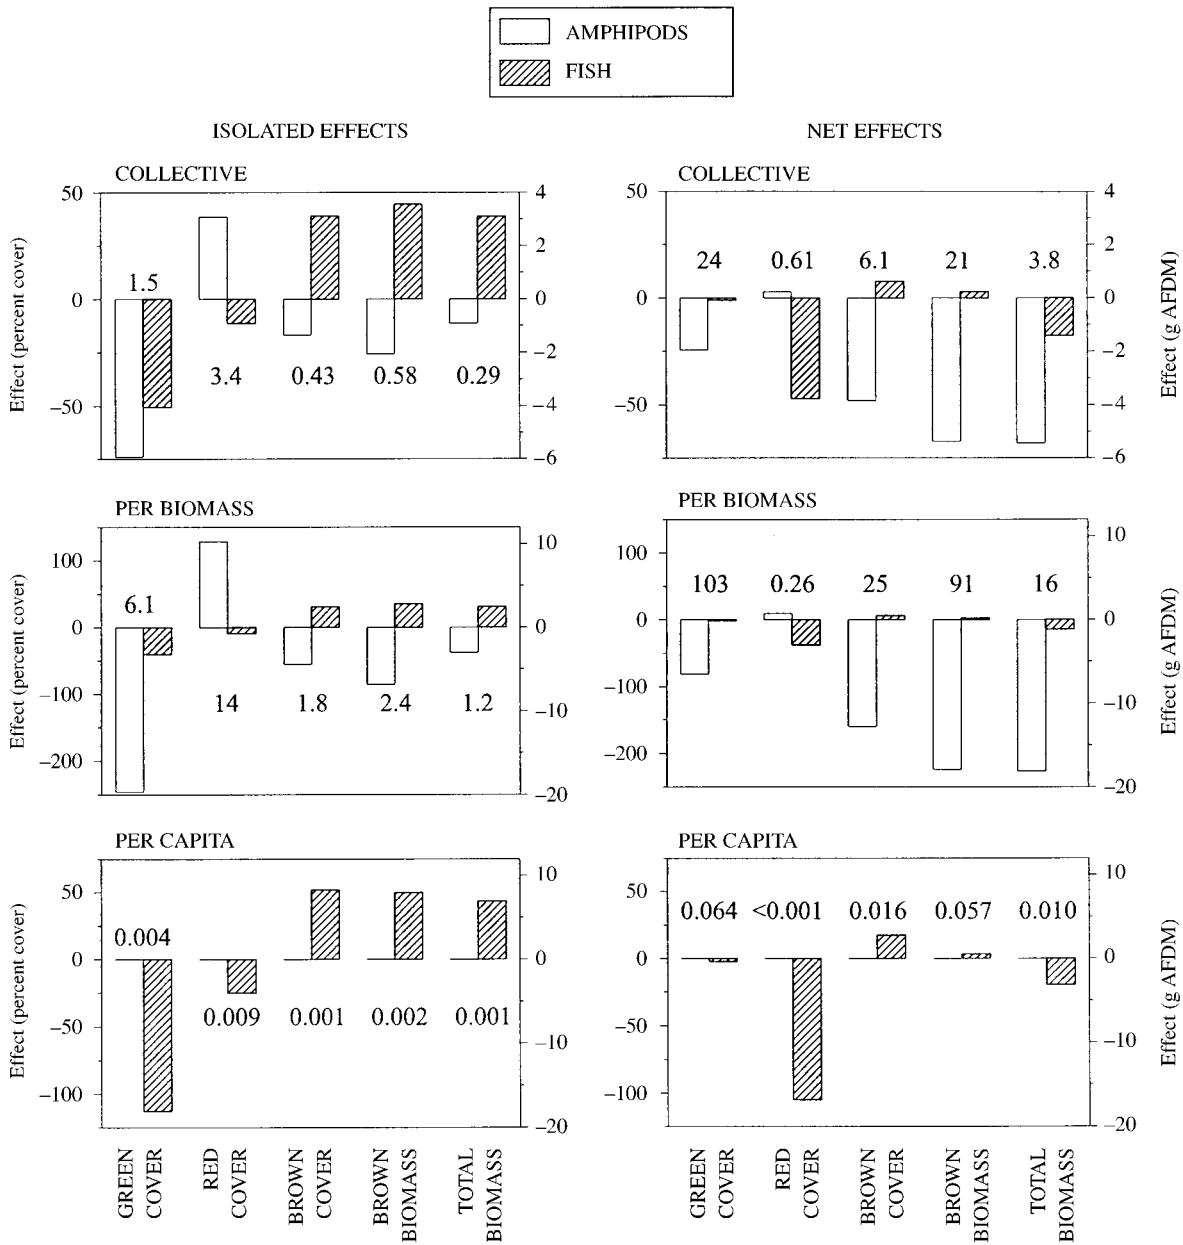 AMPHIPODS
FISH
ISOLATED EFFECTS
NET EFFECTS
COLLECTIVE
50
0
−50
4
2
0
−2
−4
−6
Effect (percent cover)
1.5
3.4
0.43
0.58
0.29
COLLECTIVE
50
0
−50
4
2
0
−2
−4
−6
Effect (g AFDM)
24
0.61
6.1
21
3.8
PER BIOMASS
100
0
−100
−200
10
0
−10
−20
Effect (percent cover)
6.1
14
1.8
2.4
1.2
PER BIOMASS
100
0
−100
−200
10
0
−10
−20
Effect (g AFDM)
103
0.26
25
91
16
PER CAPITA
50
0
−50
−100
10
0
−10
−20
Effect (percent cover)
0.004
0.009
0.001
0.002
0.001
PER CAPITA
50
0
−50
−100
10
0
−10
−20
Effect (g AFDM)
0.064
<0.001
0.016
0.057
0.010
GREEN
COVER
RED
COVER
BROWN
COVER
BROWN
BIOMASS
TOTAL
BIOMASS
GREEN
COVER
RED
COVER
BROWN
COVER
BROWN
BIOMASS
TOTAL
BIOMASS